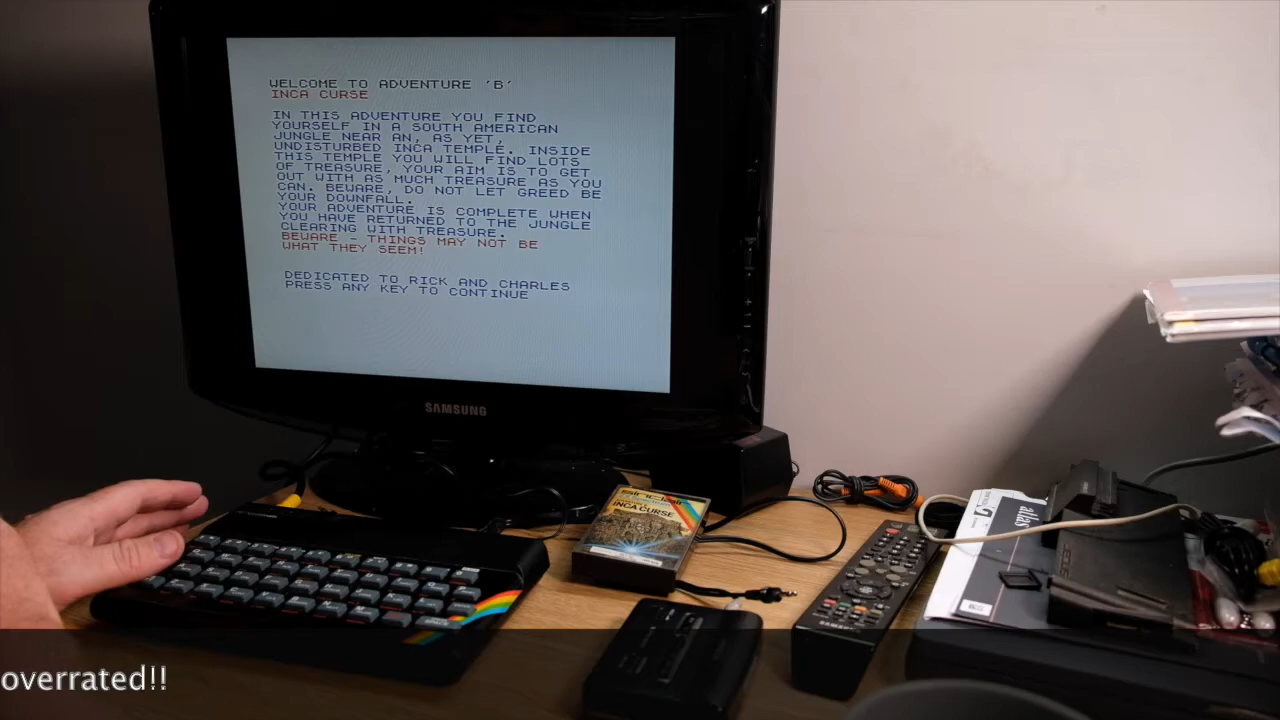 WELCOME TO ADVENTURE 'B'
INCA CURSE
IN THIS ADVENTURE YOU FIND
YOURSELF IN A SOUTH AMERICAN
JUNGLE NEAR AN, AS YET,
UNDISTURBED INCA TEMPLE. INSIDE
THIS TEMPLE YOU WILL FIND LOTS
OF TREASURE, YOUR AIM IS TO GET
OUT WITH AS MUCH TREASURE AS YOU
CAN. BEWARE, DO NOT LET GREED BE
YOUR DOWNFALL.
YOUR ADVENTURE IS COMPLETE WHEN
YOU HAVE RETURNED TO THE JUNGLE
CLEARING WITH TREASURE.
BEWARE - THINGS MAY NOT BE
WHAT THEY SEEM!
DEDICATED TO RICK AND CHARLES
PRESS ANY KEY TO CONTINUE
SAMSUNG
sinclair
INCA CURSE
atlas
SAMSUNG
overrated!!